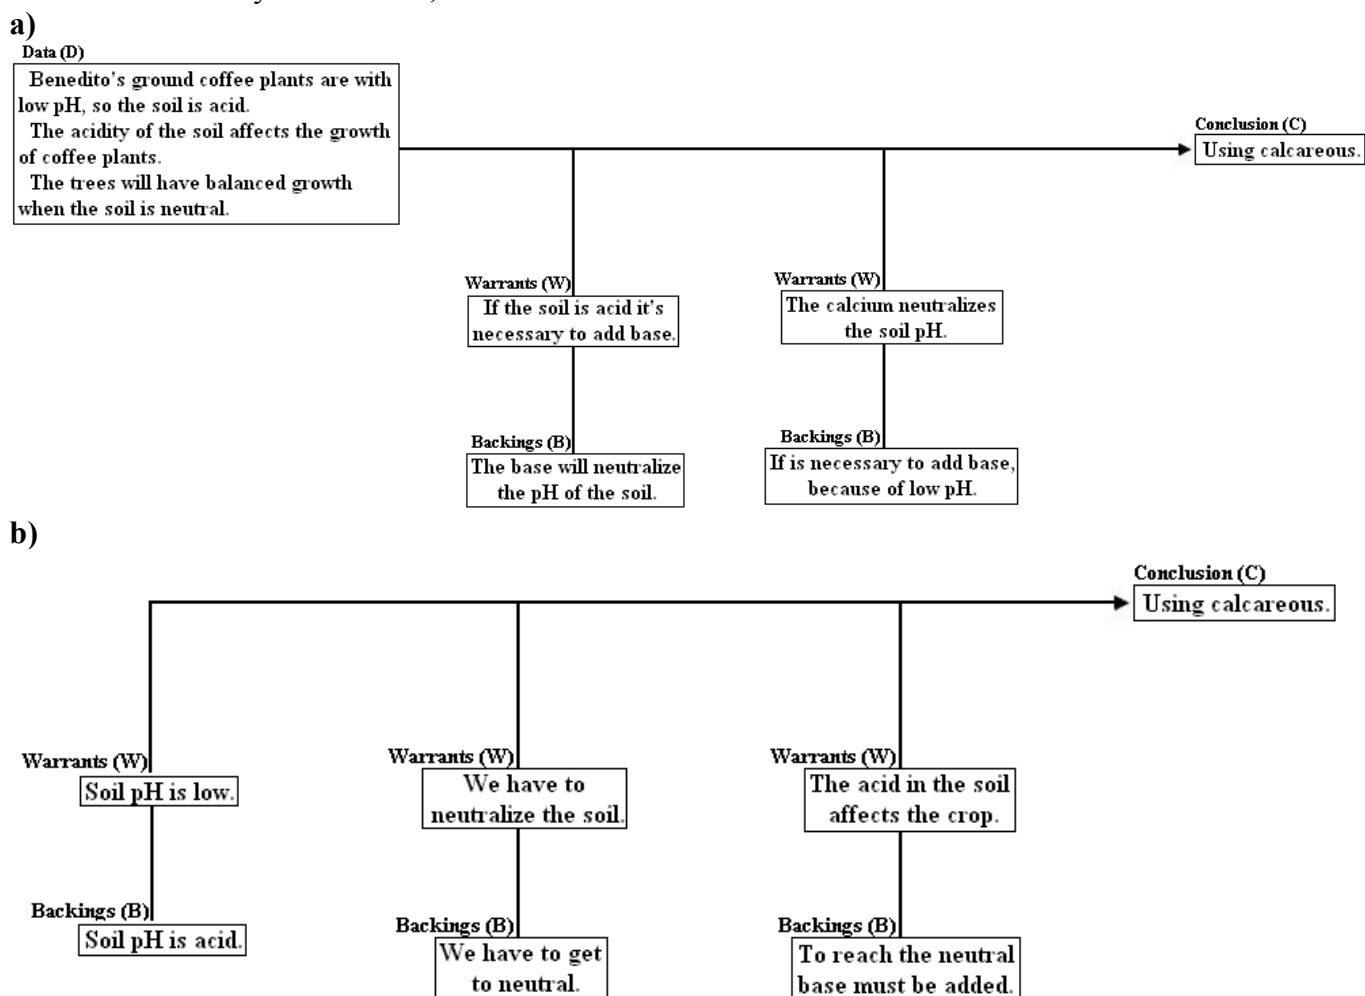 a)
Data (D)
Benedito's ground coffee plants are with
low pH, so the soil is acid.
The acidity of the soil affects the growth
of coffee plants.
The trees will have balanced growth
when the soil is neutral.
Conclusion (C)
Using calcareous.
Warrants (W)
If the soil is acid it's
necessary to add base.
Warrants (W)
The calcium neutralizes
the soil pH.
Backings (B)
The base will neutralize
the pH of the soil.
Backings (B)
If is necessary to add base,
because of low pH.
b)
Conclusion (C)
Using calcareous.
Warrants (W)
Soil pH is low.
Warrants (W)
We have to
neutralize the soil.
Warrants (W)
The acid in the soil
affects the crop.
Backings (B)
Soil pH is acid.
Backings (B)
We have to get
to neutral.
Backings (B)
To reach the neutral
base must be added.